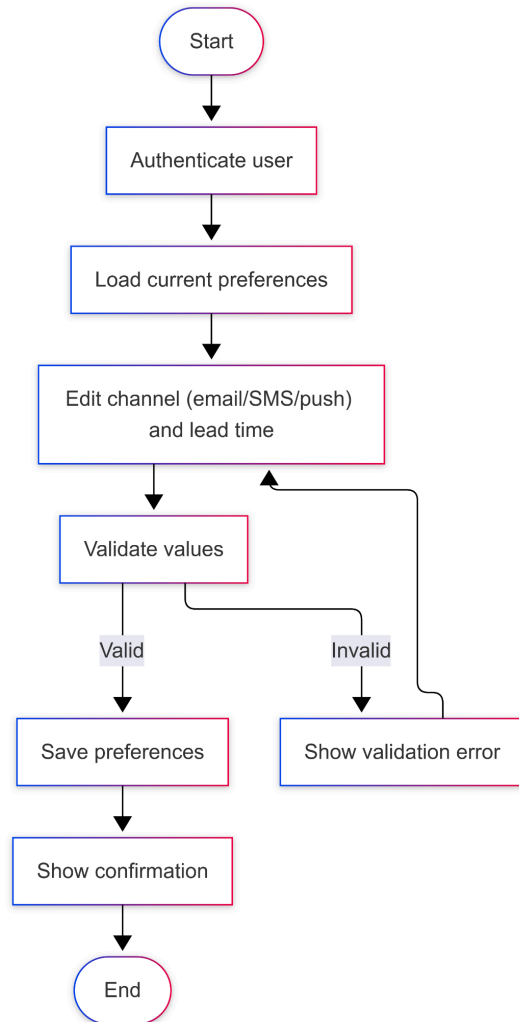 Start
Authenticate user
Load current preferences
Edit channel (email/SMS/push)
and lead time
Validate values
Valid
Invalid
Save preferences
Show validation error
Show confirmation
End